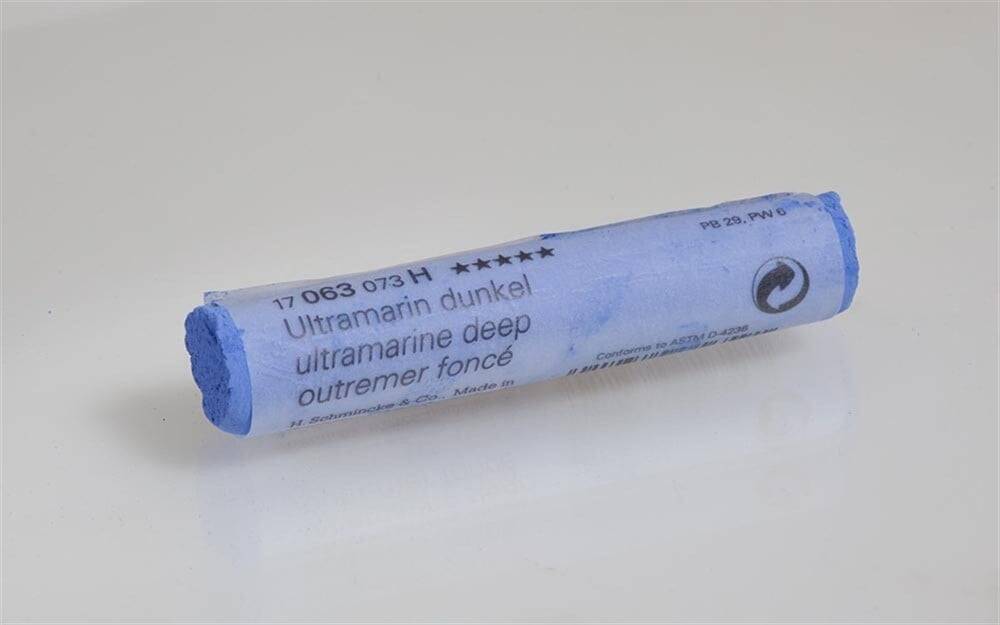 17 063 073 H ★★★★★
Ultramarin dunkel
ultramarine deep
outremer foncé
H. Schmincke & Co., Made in
PB 29, PW 6
Conforms to ASTM D-4236